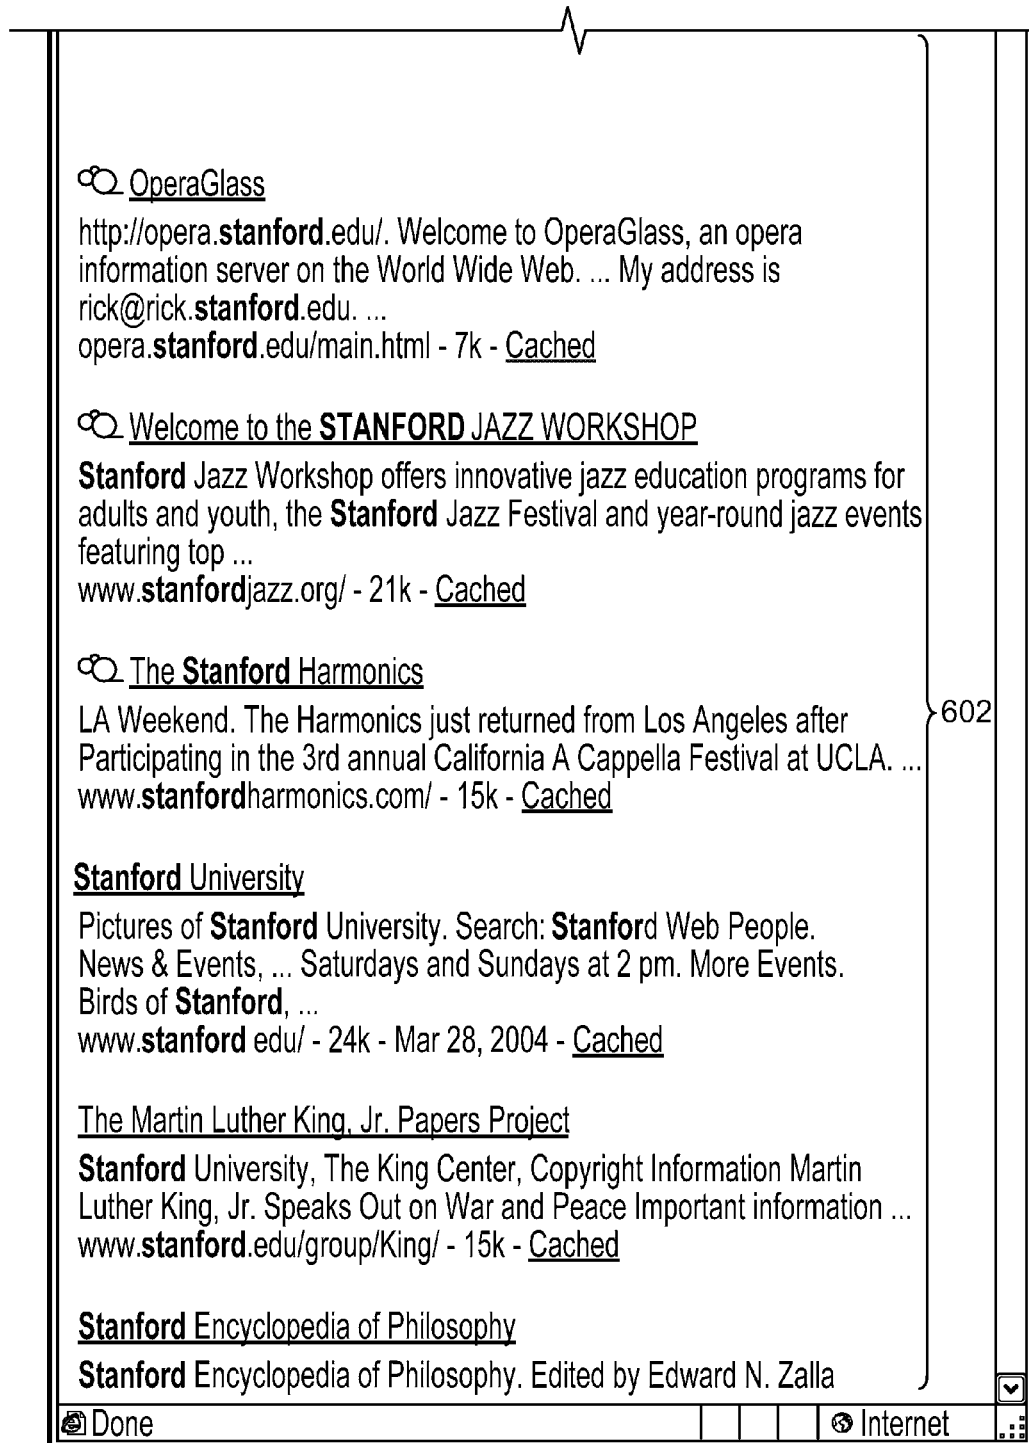 OperaGlass
http://opera.stanford.edu/. Welcome to OperaGlass, an opera
information server on the World Wide Web. ... My address is
rick@rick.stanford.edu. ...
opera.stanford.edu/main.html - 7k - Cached
Welcome to the STANFORD JAZZ WORKSHOP
Stanford Jazz Workshop offers innovative jazz education programs for
adults and youth, the Stanford Jazz Festival and year-round jazz events
featuring top ...
www.stanfordjazz.org/ - 21k - Cached
The Stanford Harmonics
LA Weekend. The Harmonics just returned from Los Angeles after
Participating in the 3rd annual California A Cappella Festival at UCLA. ...
www.stanfordharmonics.com/ - 15k - Cached
602
Stanford University
Pictures of Stanford University. Search: Stanford Web People.
News & Events, ... Saturdays and Sundays at 2 pm. More Events.
Birds of Stanford, ...
www.stanford edu/ - 24k - Mar 28, 2004 - Cached
The Martin Luther King, Jr. Papers Project
Stanford University, The King Center, Copyright Information Martin
Luther King, Jr. Speaks Out on War and Peace Important information ...
www.stanford.edu/group/King/ - 15k - Cached
Stanford Encyclopedia of Philosophy
Stanford Encyclopedia of Philosophy. Edited by Edward N. Zalla
Done
Internet